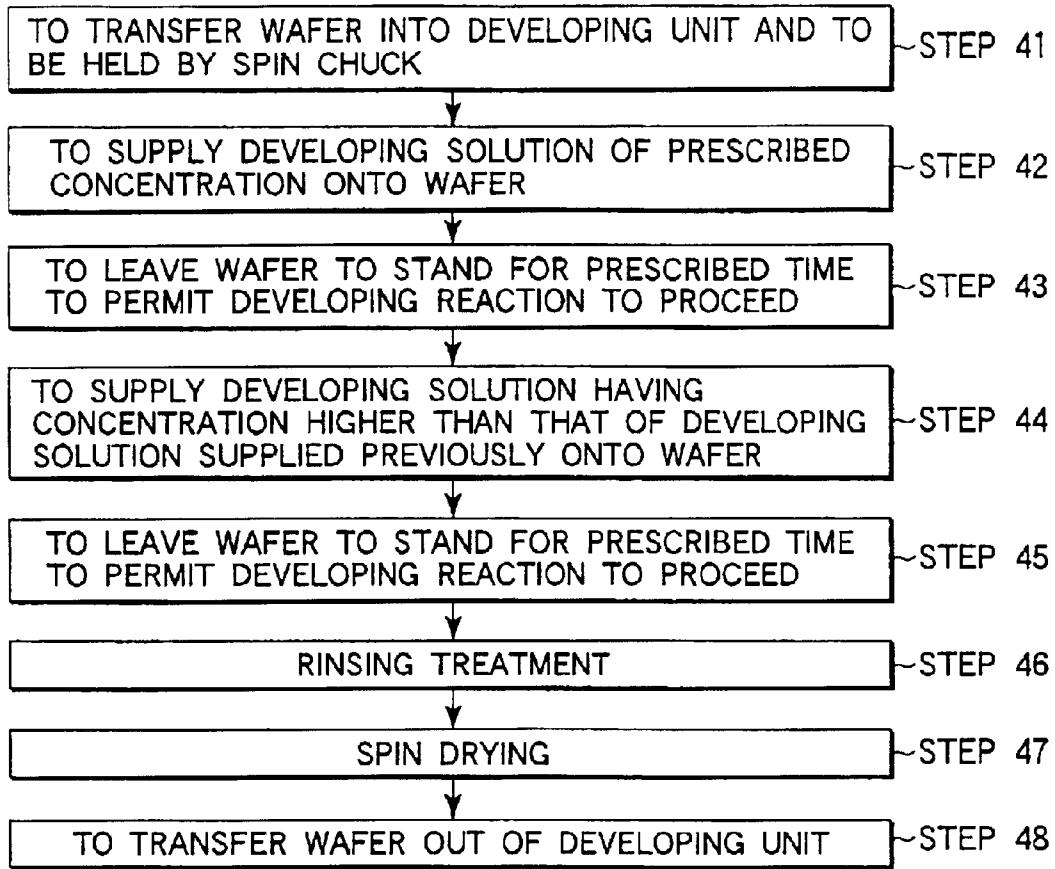 TO TRANSFER WAFER INTO DEVELOPING UNIT AND TO
BE HELD BY SPIN CHUCK
STEP 41
TO SUPPLY DEVELOPING SOLUTION OF PRESCRIBED
CONCENTRATION ONTO WAFER
STEP 42
TO LEAVE WAFER TO STAND FOR PRESCRIBED TIME
TO PERMIT DEVELOPING REACTION TO PROCEED
STEP 43
TO SUPPLY DEVELOPING SOLUTION HAVING
CONCENTRATION HIGHER THAN THAT OF DEVELOPING
SOLUTION SUPPLIED PREVIOUSLY ONTO WAFER
STEP 44
TO LEAVE WAFER TO STAND FOR PRESCRIBED TIME
TO PERMIT DEVELOPING REACTION TO PROCEED
STEP 45
RINSING TREATMENT
STEP 46
SPIN DRYING
STEP 47
TO TRANSFER WAFER OUT OF DEVELOPING UNIT
STEP 48